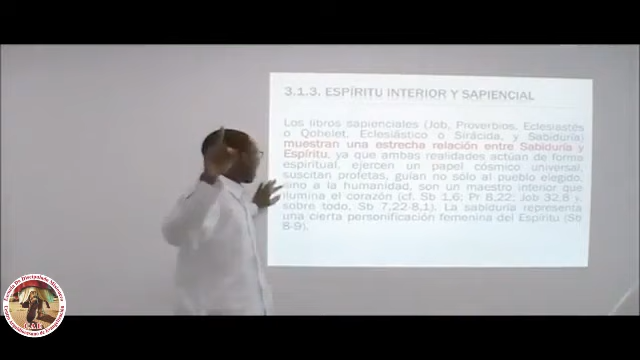 3.1.3. ESPÍRITU INTERIOR Y SAPIENCIAL
Los libros sapienciales (Job, Proverbios, Eclesiastés
o Qohelet, Eclesiástico o Sirácida, y Sabiduría)
muestran una estrecha relación entre Sabiduría y
Espíritu, ya que ambas realidades actúan de forma
espiritual, ejercen un papel cósmico universal,
suscitan profetas, guían no solo al pueblo elegido,
sino a la humanidad, son un maestro interior que
ilumina el corazón (cf. Sb 1,6; Pr 8,22; Job 32,8 y,
sobre todo, Sb 7,22-8,1). La sabiduría representa
una cierta personificación femenina del Espíritu (Sb
8-9).